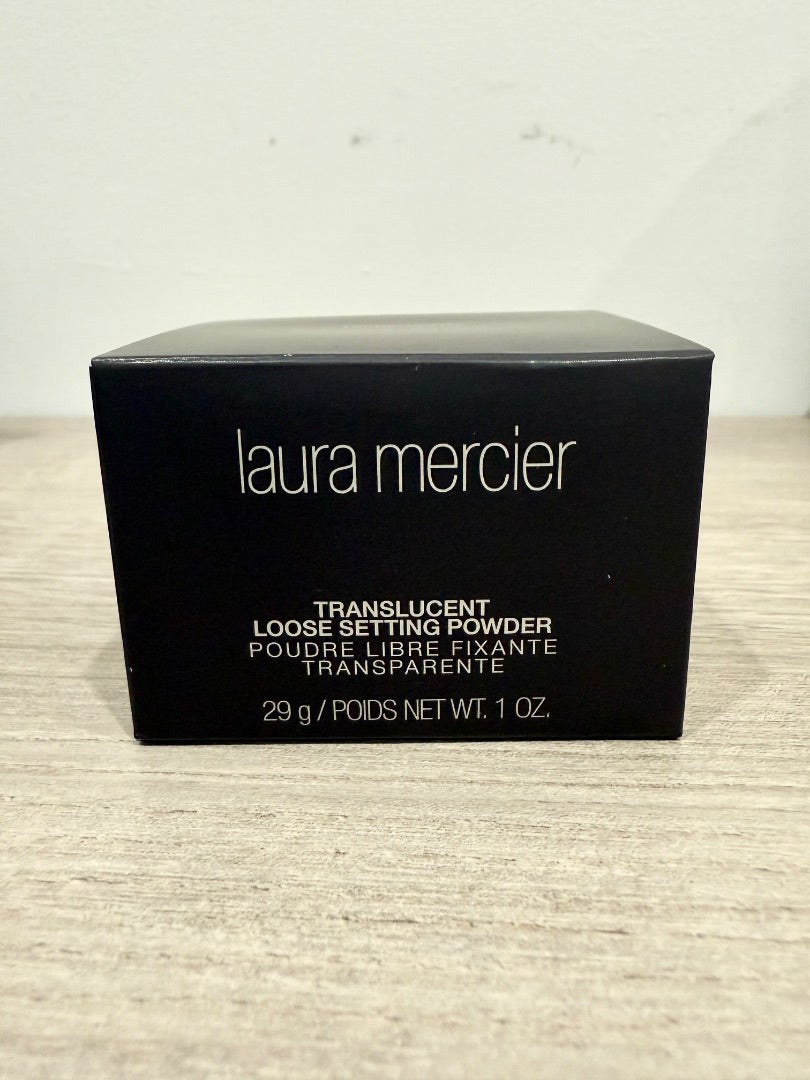 laura mercier
TRANSLUCENT
LOOSE SETTING POWDER
POUDRE LIBRE FIXANTE
TRANSPARENTE
29 g / POIDS NET WT. 1 OZ.